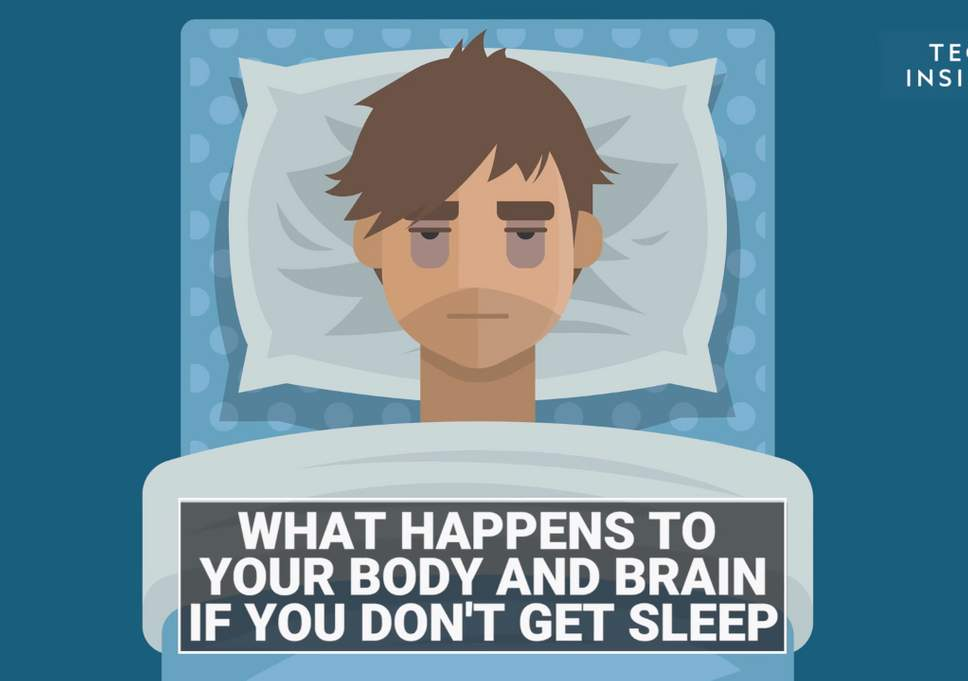 WHAT HAPPENS TO
YOUR BODY AND BRAIN
IF YOU DON'T GET SLEEP